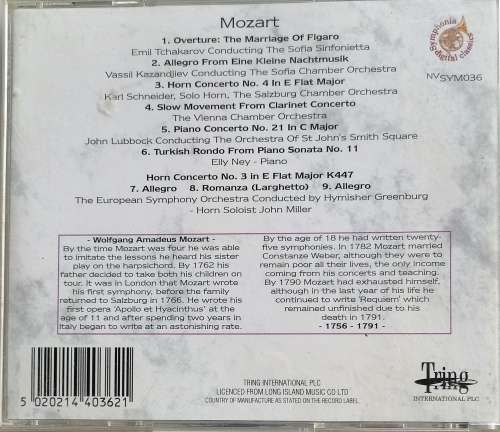 Mozart
1. Overture: The Marriage Of Figaro
Emil Tchakarov Conducting The Sofia Sinfonietta
2. Allegro From Eine Kleine Nachtmusik
Vassil Kazandjiev Conducting The Sofia Chamber Orchestra
3. Horn Concerto No. 4 In E Flat Major
Karl Schneider, Solo Horn, The Salzburg Chamber Orchestra
4. Slow Movement From Clarinet Concerto
The Vienna Chamber Orchestra
5. Piano Concerto No. 21 In C Major
John Lubbock Conducting The Orchestra Of St John's Smith Square
6. Turkish Rondo From Piano Sonata No. 11
Elly Ney - Piano
Horn Concerto No. 3 in E Flat Major K447
7. Allegro 8. Romanza (Larghetto) 9. Allegro
The European Symphony Orchestra Conducted by Hymisher Greenburg
- Horn Soloist John Miller
Symphonia
digital classics
NVSYM036
- Wolfgang Amadeus Mozart -
By the time Mozart was four he was able
to imitate the lessons he heard his sister
play on the harpsichord. By 1762 his
father decided to take both his children on
tour. It was in London that Mozart wrote
his first symphony, before the family
returned to Salzburg in 1766. He wrote his
first opera 'Apollo et Hyacinthus' at the
age of 11 and after spending two years in
Italy began to write at an astonishing rate.
By the age of 18 he had written twenty-
five symphonies. In 1782 Mozart married
Constanze Weber, although they were to
remain poor all their lives, the only income
coming from his concerts and teaching.
By 1790 Mozart had exhausted himself,
although in the last year of his life he
continued to write 'Requiem' which
remained unfinished due to his
death in 1791.
- 1756 - 1791 -
5 020214 403621
TRING INTERNATIONAL PLC
LICENCED FROM LONG ISLAND MUSIC CO LTD
COUNTRY OF MANUFACTURE AS STATED ON THE RECORD LABEL
Tring
INTERNATIONAL PLC